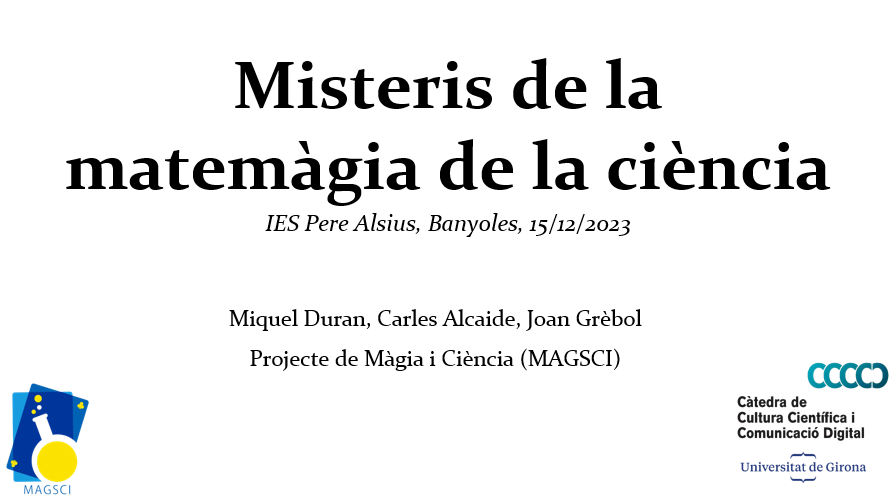 Misteris de la
matemàgia de la ciència
IES Pere Alsius, Banyoles, 15/12/2023
Miquel Duran, Carles Alcaide, Joan Grèbol
Projecte de Màgia i Ciència (MAGSCI)
MAGSCI
Càtedra de
Cultura Científica i
Comunicació Digital
Universitat de Girona